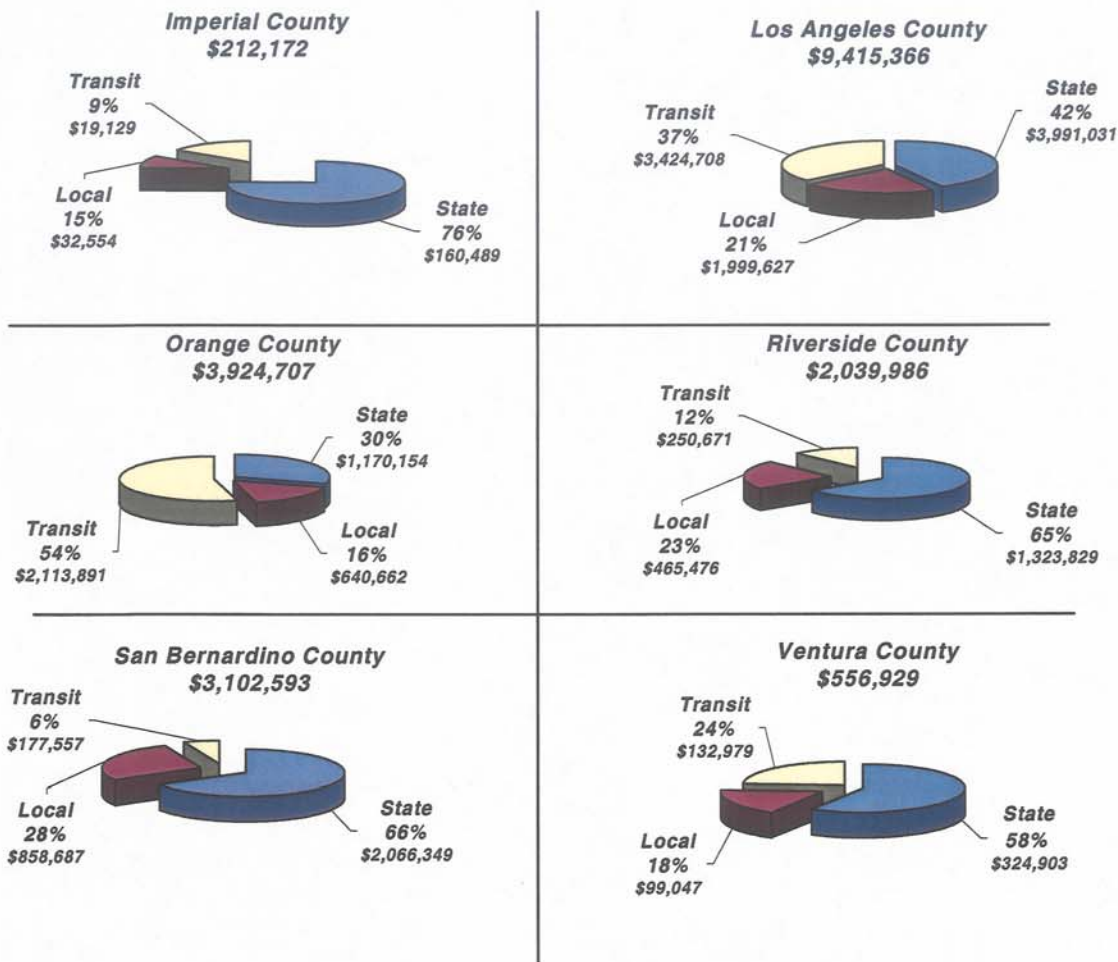 Imperial County
$212,172
Transit
9%
$19,129
Local
15%
$32,554
State
76%
$160,489
Los Angeles County
$9,415,366
Transit
37%
$3,424,708
State
42%
$3,991,031
Local
21%
$1,999,627
Orange County
$3,924,707
State
30%
$1,170,154
Transit
54%
$2,113,891
Local
16%
$640,662
Riverside County
$2,039,986
Transit
12%
$250,671
Local
23%
$465,476
State
65%
$1,323,829
San Bernardino County
$3,102,593
Transit
6%
$177,557
Local
28%
$858,687
State
66%
$2,066,349
Ventura County
$556,929
Transit
24%
$132,979
Local
18%
$99,047
State
58%
$324,903